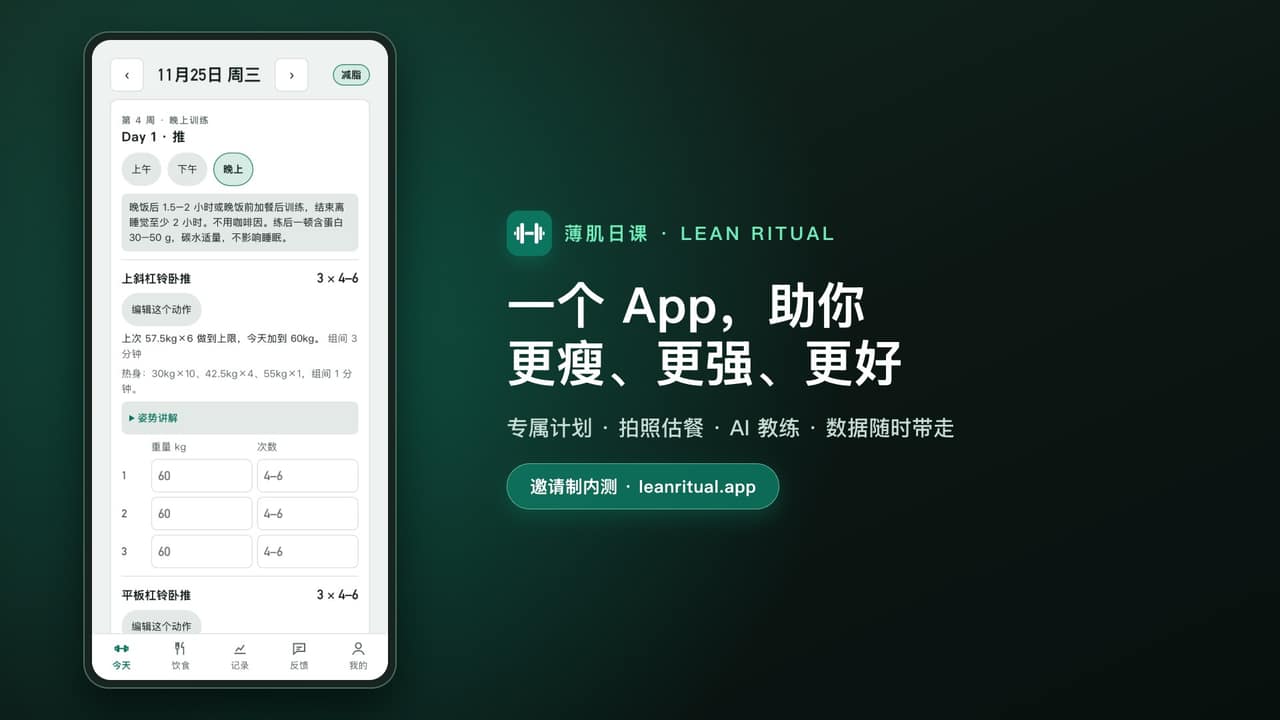 ‹ 11月25日 周三 › 减脂
第 4 周 · 晚上训练
Day 1 · 推
上午 下午 晚上
晚饭后 1.5–2 小时或晚饭前加餐后训练，结束离
睡觉至少 2 小时。不用咖啡因。练后一顿含蛋白
30–50 g，碳水适量，不影响睡眠。
上斜杠铃卧推 3 × 4–6
编辑这个动作
上次 57.5kg×6 做到上限，今天加到 60kg。 组间 3
分钟
热身：30kg×10、42.5kg×4、55kg×1，组间 1 分
钟。
▸ 姿势讲解
重量 kg 次数
1 60 4–6
2 60 4–6
3 60 4–6
平板杠铃卧推 3 × 4–6
编辑这个动作
今天 饮食 记录 反馈 我的
薄肌日课 · LEAN RITUAL
一个 App，助你
更瘦、更强、更好
专属计划 · 拍照估餐 · AI 教练 · 数据随时带走
邀请制内测 · leanritual.app